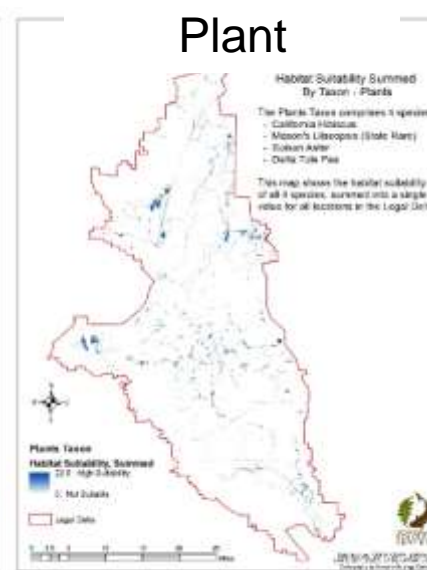 Plant
Habitat Suitability Summed
By Taxon - Plants
The Plants Taxon comprises 4 species
- California Hibiscus
- Mason's Lilaeopsis (State Rare)
- Suisun Aster
- Delta Tule Pea
This map shows the habitat suitability
of all 4 species, summed into a single
value for all locations in the Legal Delt
Plants Taxon
Habitat Suitability, Summed
High Suitability
0 Not Suitable
Legal Delta
Miles